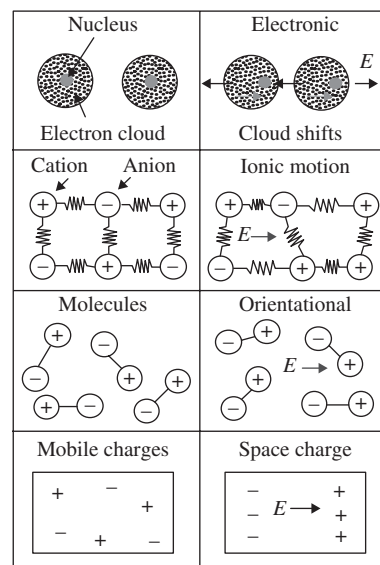 Nucleus
Electron cloud
Electronic
E
Cloud shifts
Cation Anion
+ − +
− + −
Ionic motion
+ − +
E
− + +
Molecules
+ −
− + +
+ − −
Orientational
− + −
E +
+
− − +
Mobile charges
+ − +
− + −
Space charge
− +
− E +
− +